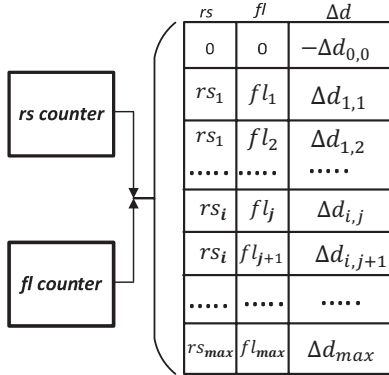 rs fl Δd
0 0 −Δd0,0
rs1 fl1 Δd1,1
rs counter
rs1 fl2 Δd1,2
..... ..... .....
rsi flj Δdi,j
fl counter
rsi flj+1 Δdi,j+1
..... ..... .....
rsmax flmax Δdmax